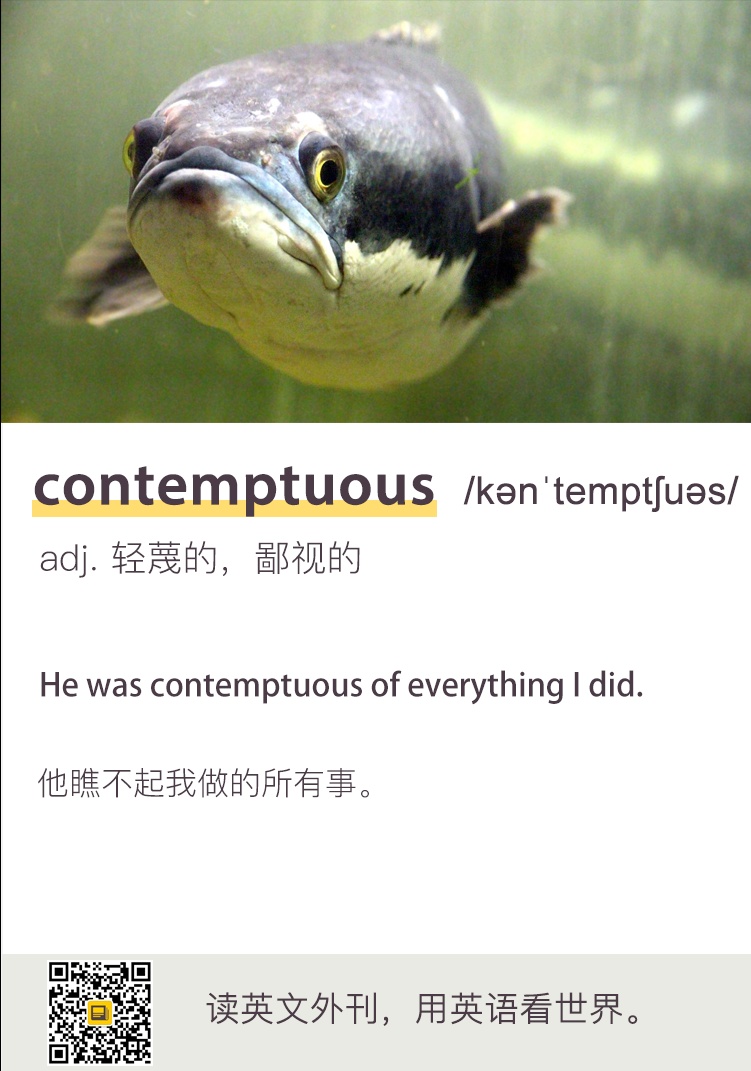 contemptuous /kənˈtemptʃuəs/
adj. 轻蔑的，鄙视的
He was contemptuous of everything I did.
他瞧不起我做的所有事。
读英文外刊，用英语看世界。